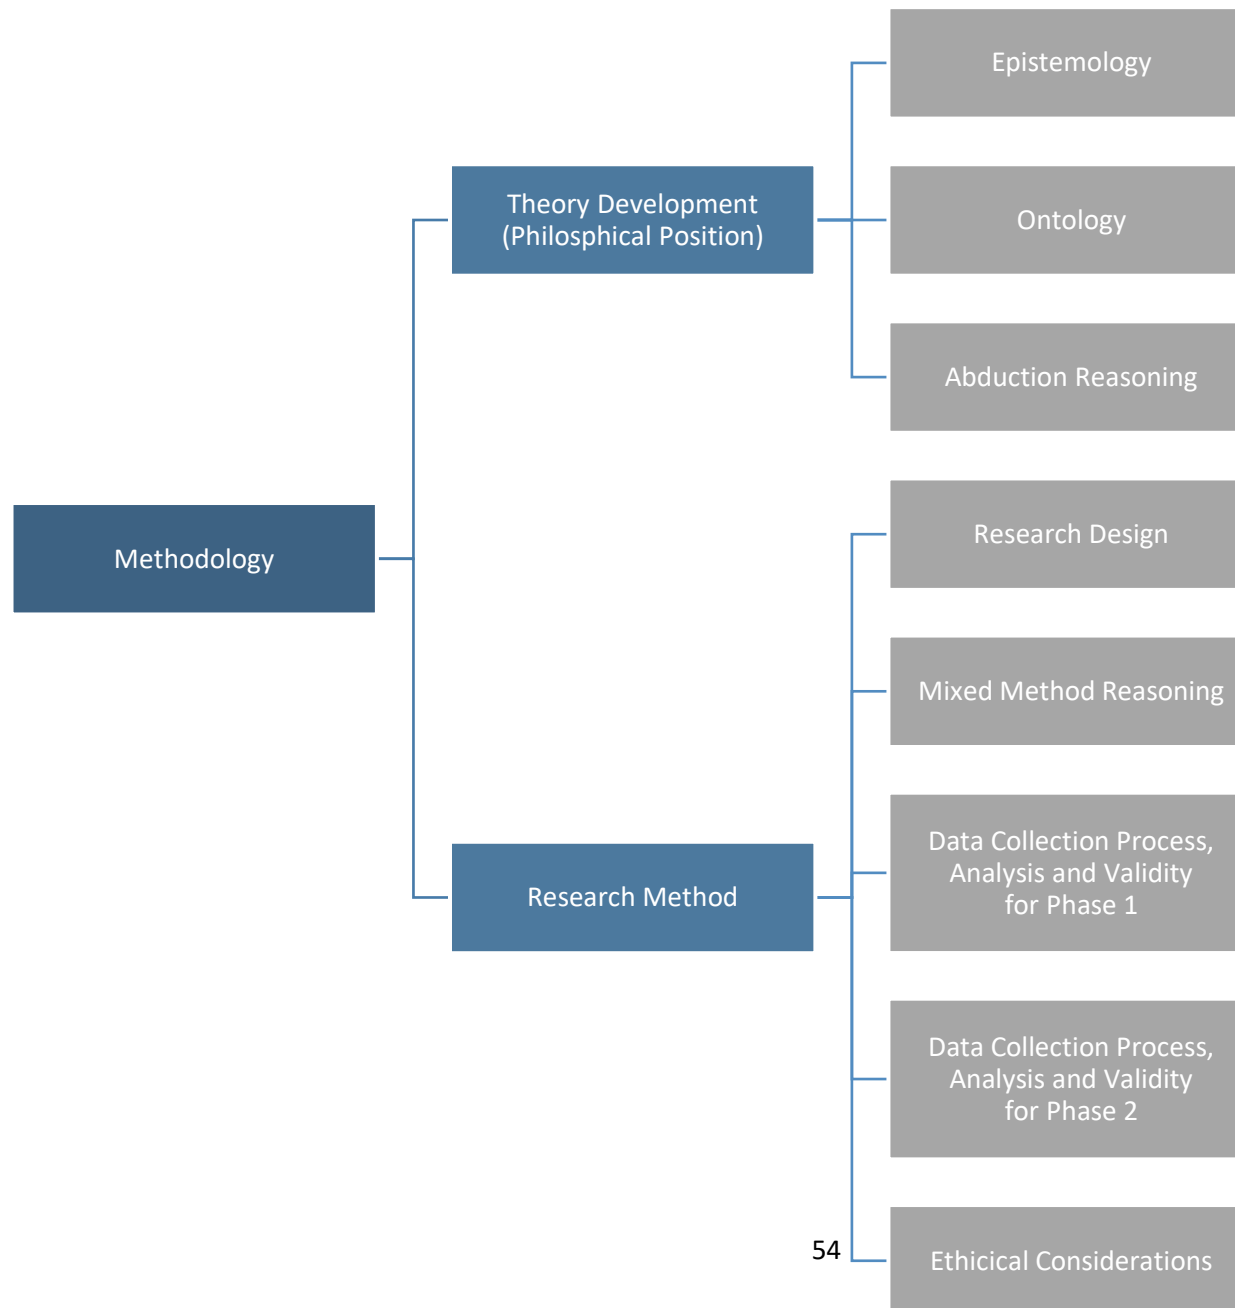 Epistemology
Theory Development
(Philosphical Position)
Ontology
Abduction Reasoning
Methodology
Research Design
Mixed Method Reasoning
Research Method
Data Collection Process,
Analysis and Validity
for Phase 1
Data Collection Process,
Analysis and Validity
for Phase 2
Ethicical Considerations
54